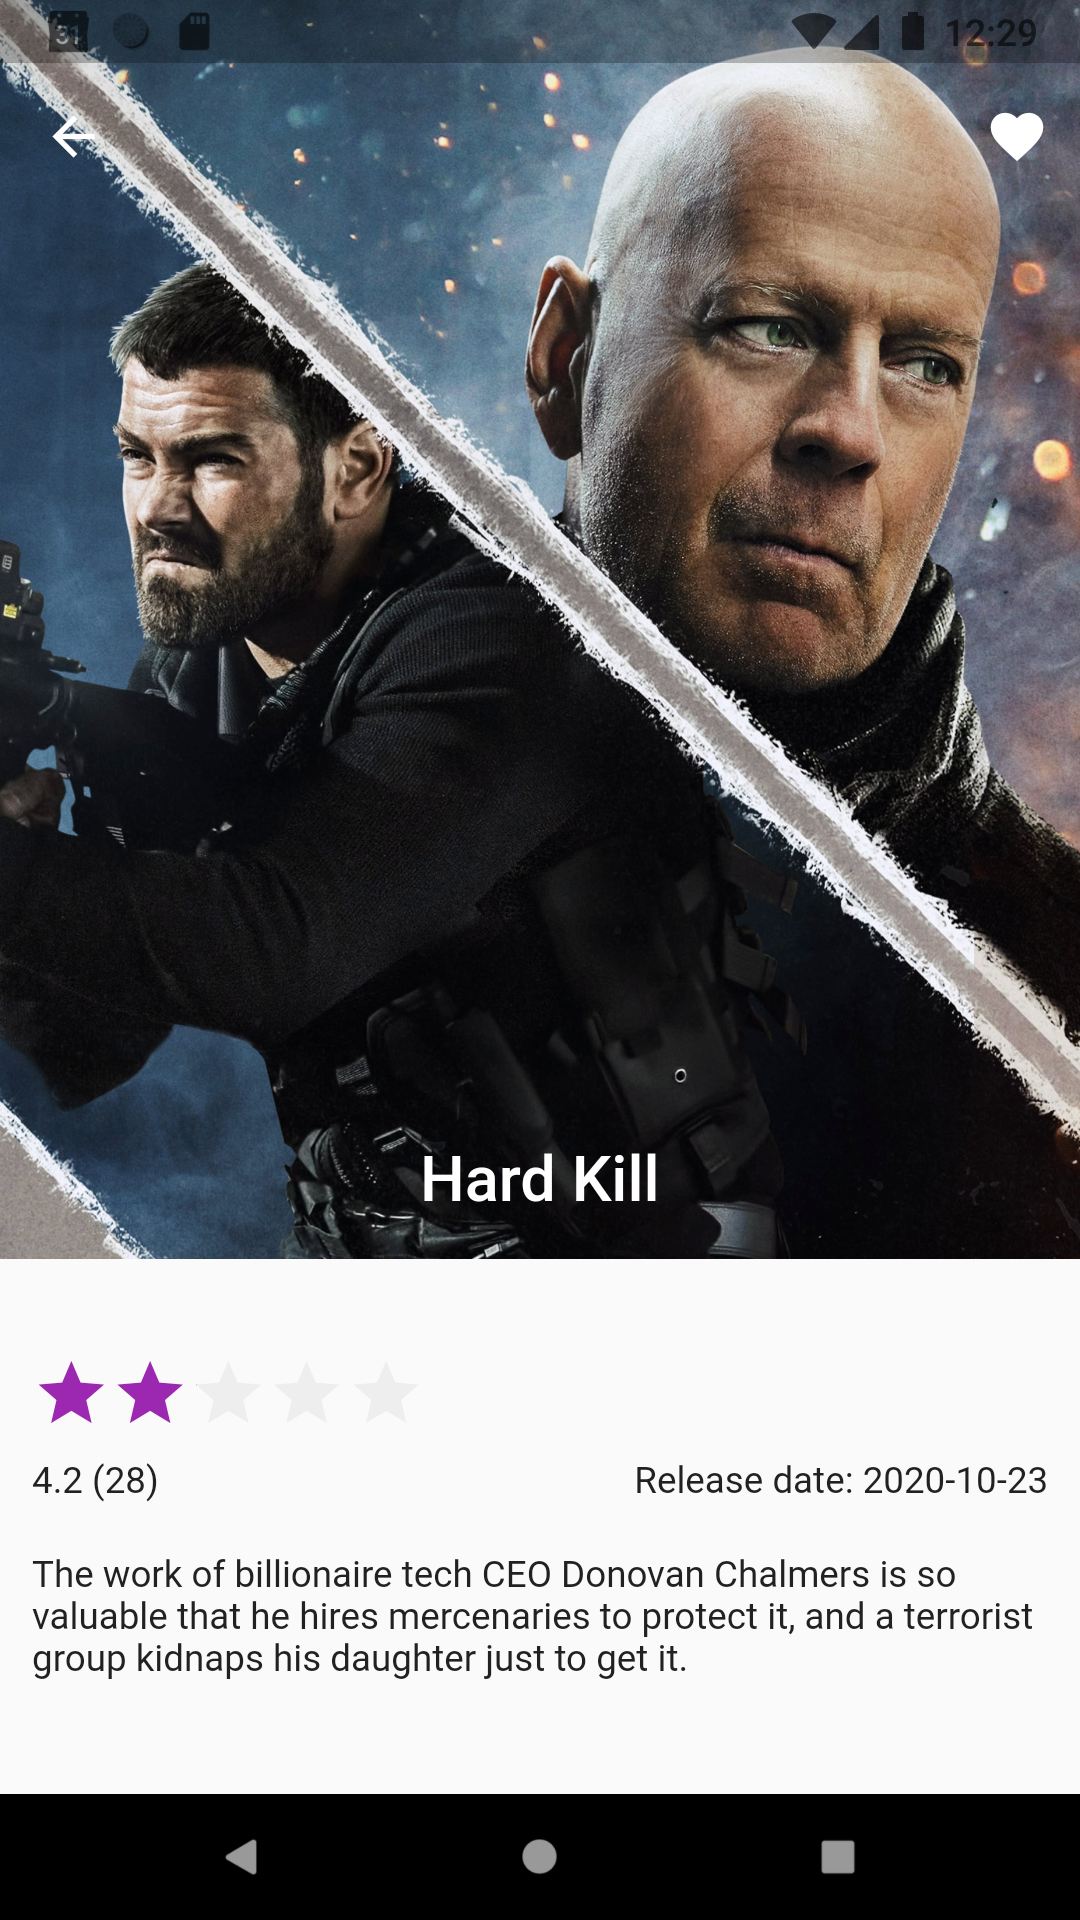 31
12:29
Hard Kill
4.2 (28)
Release date: 2020-10-23
The work of billionaire tech CEO Donovan Chalmers is so
valuable that he hires mercenaries to protect it, and a terrorist
group kidnaps his daughter just to get it.